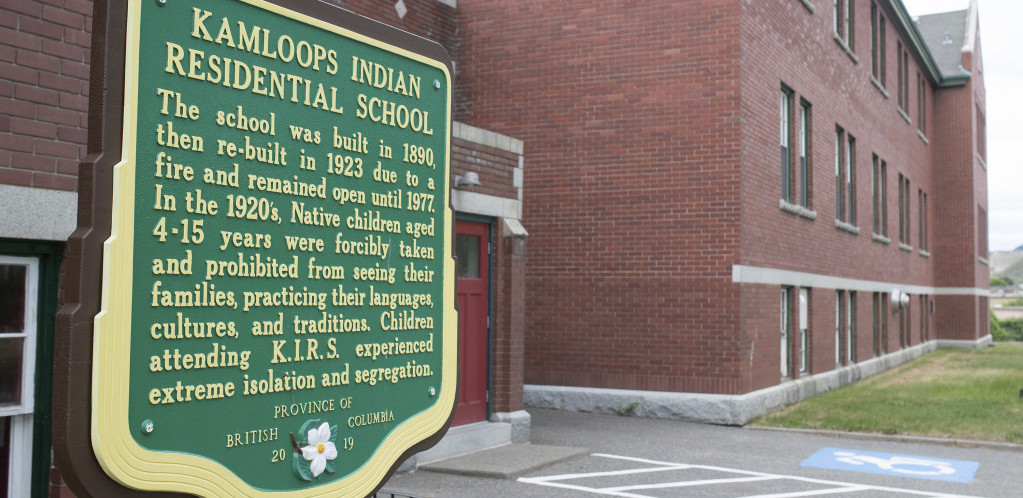 KAMLOOPS INDIAN
RESIDENTIAL SCHOOL
The school was built in 1890,
then re-built in 1923 due to a
fire and remained open until 1977.
In the 1920's, Native children aged
4-15 years were forcibly taken
and prohibited from seeing their
families, practicing their languages,
cultures, and traditions. Children
attending K.I.R.S. experienced
extreme isolation and segregation.
PROVINCE OF
BRITISH COLUMBIA
20 19